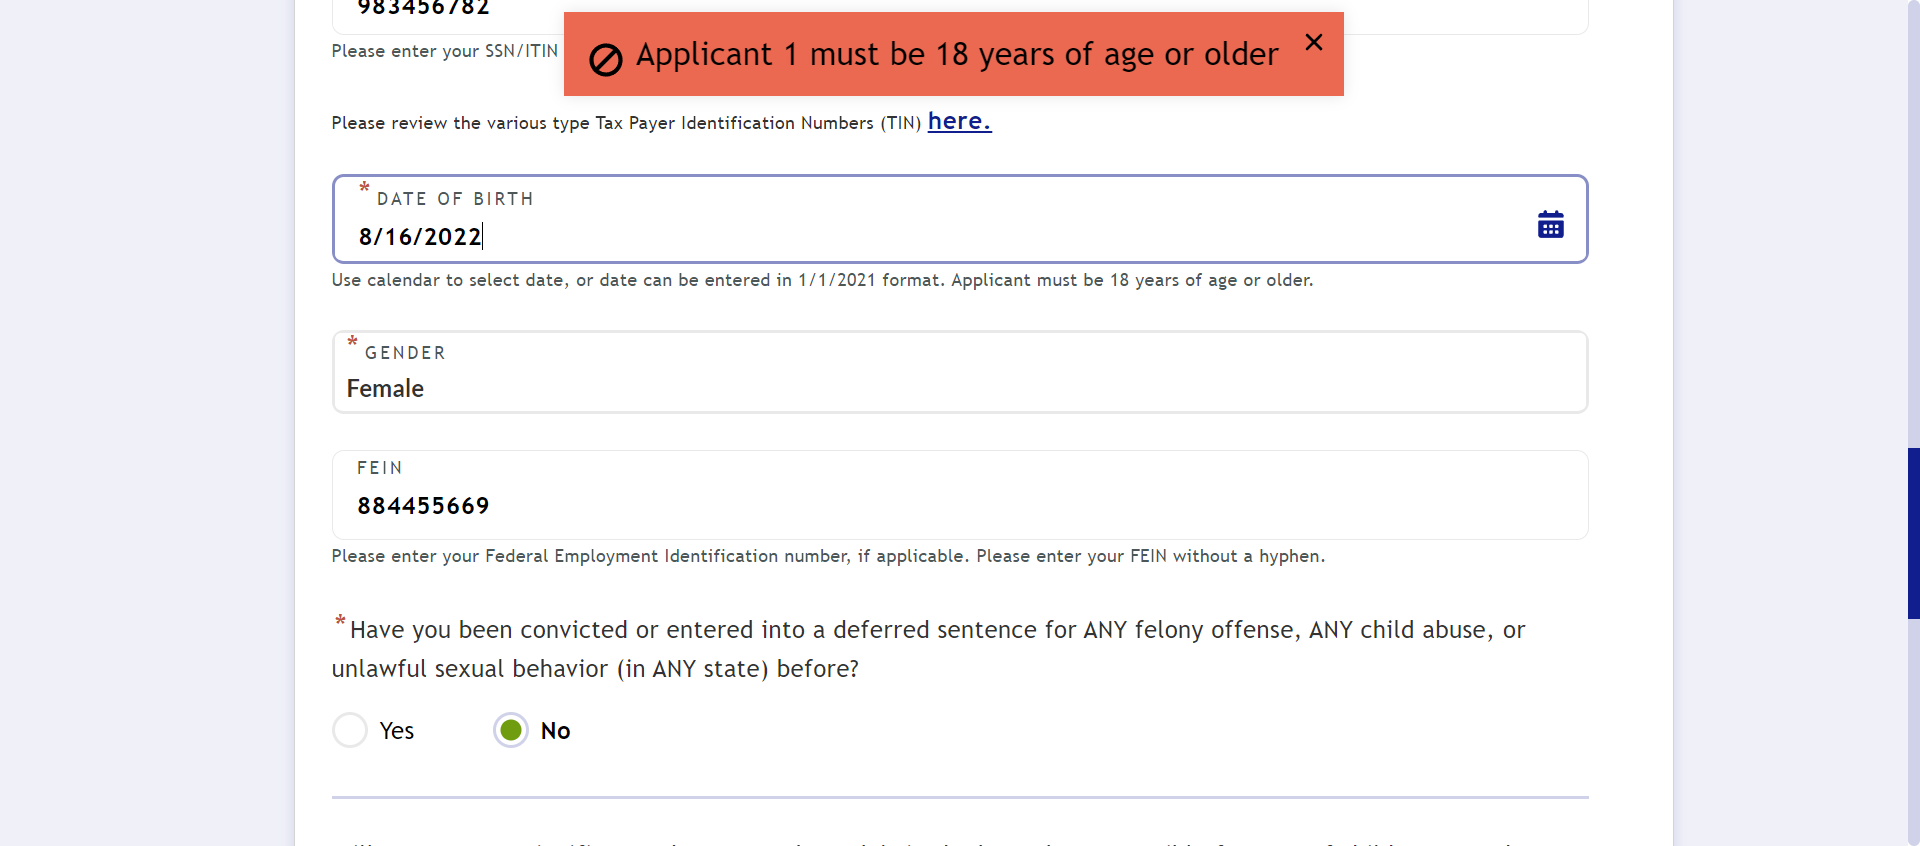 983456782
Please enter your SSN/ITIN
Applicant 1 must be 18 years of age or older
Please review the various type Tax Payer Identification Numbers (TIN) here.
* DATE OF BIRTH
8/16/2022
Use calendar to select date, or date can be entered in 1/1/2021 format. Applicant must be 18 years of age or older.
* GENDER
Female
FEIN
884455669
Please enter your Federal Employment Identification number, if applicable. Please enter your FEIN without a hyphen.
* Have you been convicted or entered into a deferred sentence for ANY felony offense, ANY child abuse, or
unlawful sexual behavior (in ANY state) before?
Yes
No